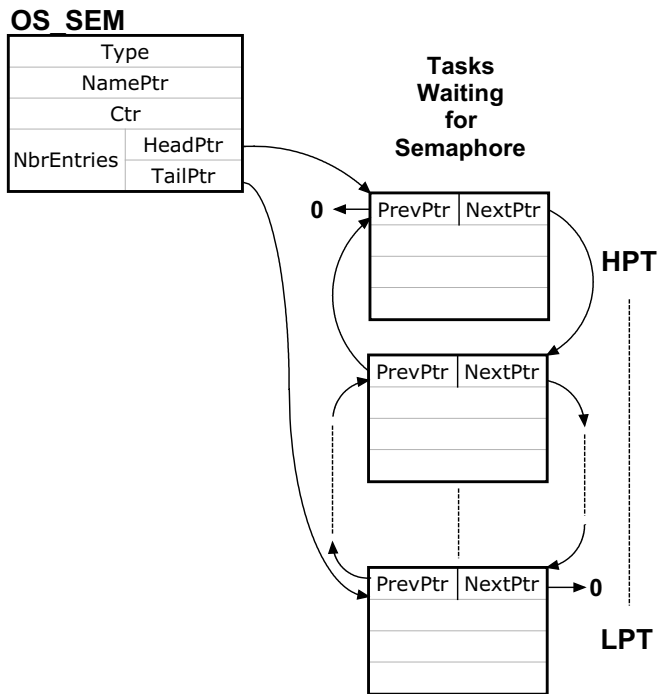 OS_SEM
Type
NamePtr
Ctr
NbrEntries
HeadPtr
TailPtr
Tasks
Waiting
for
Semaphore
0
PrevPtr NextPtr
HPT
PrevPtr NextPtr
PrevPtr NextPtr
0
LPT